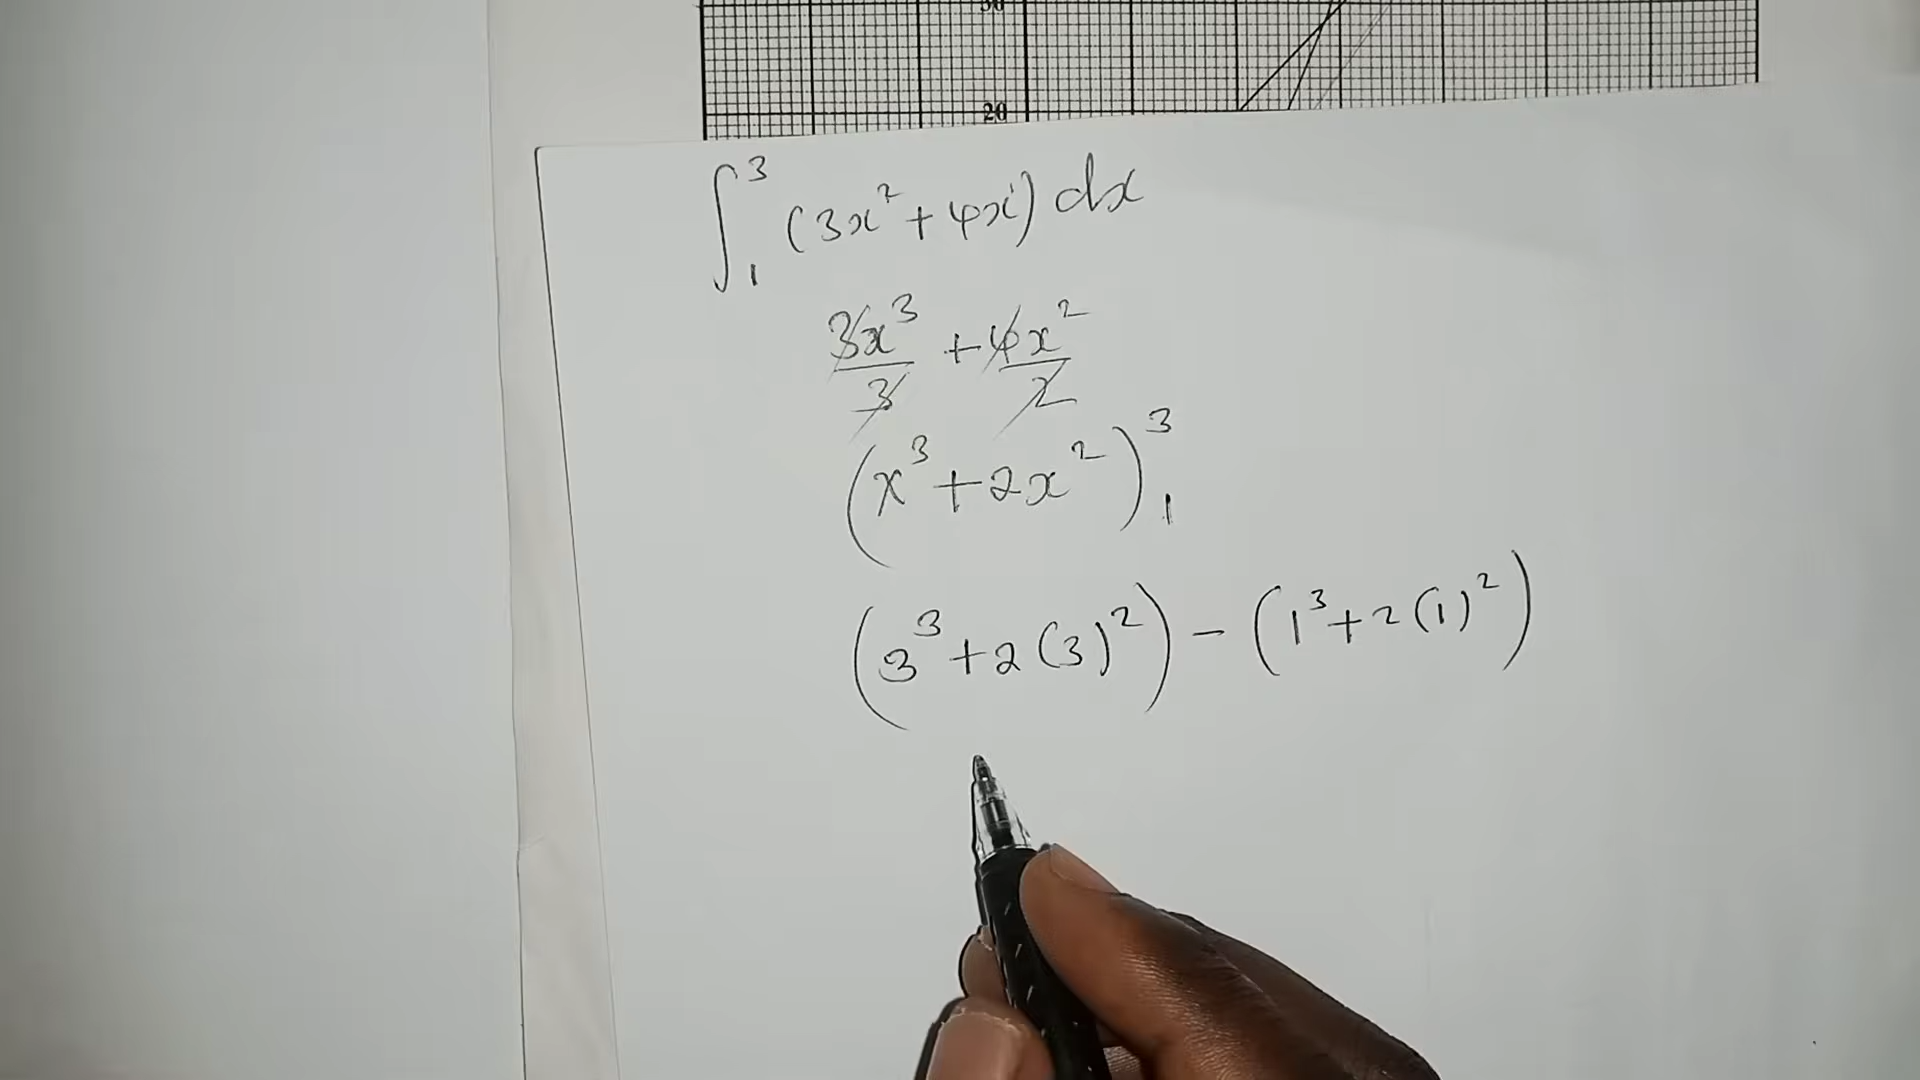 30
20
∫₁³ (3x² + 4x) dx
3x³/3 + 4x²/2
(x³ + 2x²)₁³
(3³ + 2(3)²) − (1³ + 2(1)²)